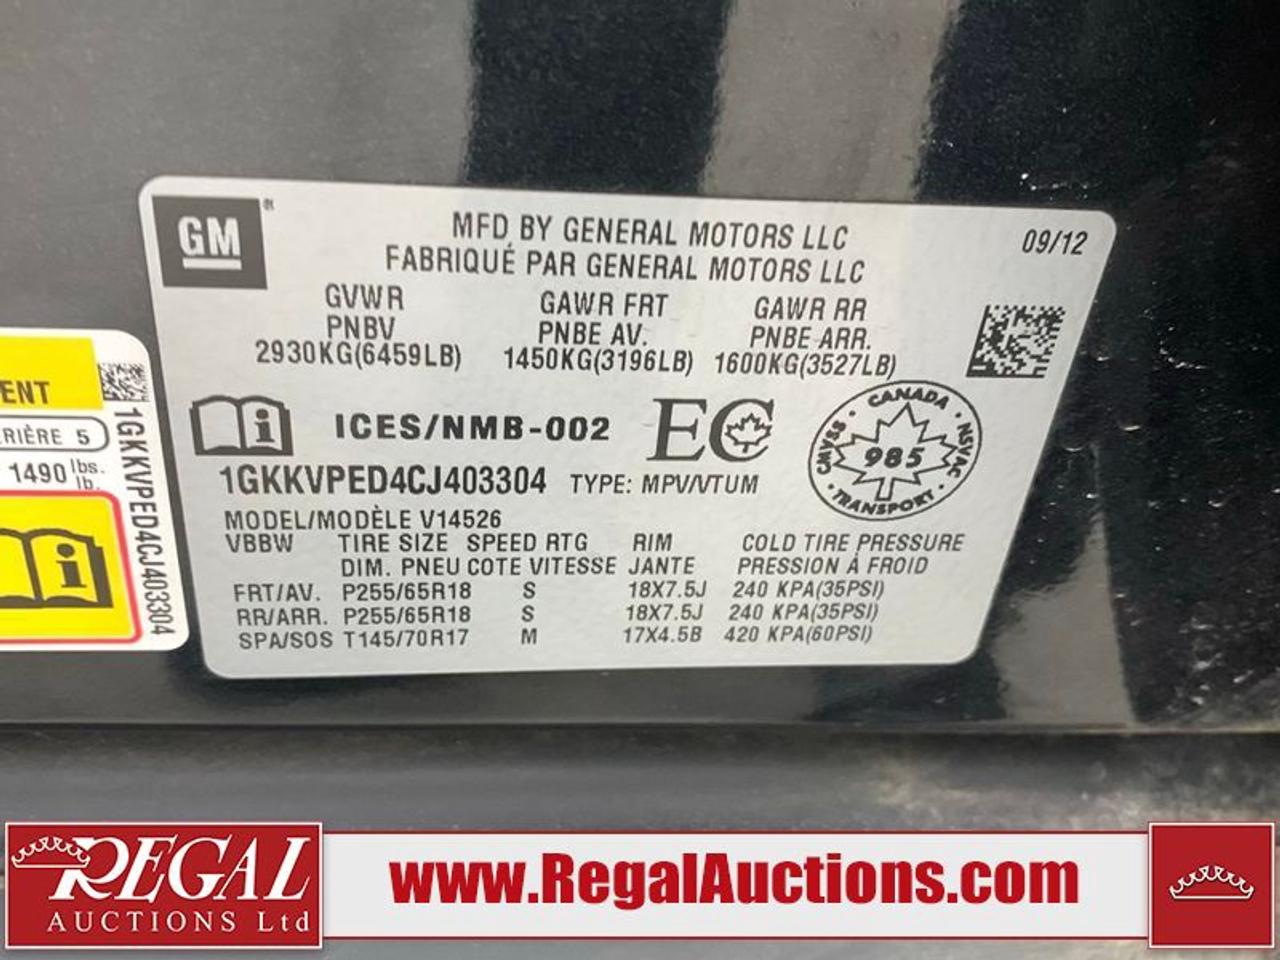 GM®
MFD BY GENERAL MOTORS LLC
FABRIQUÉ PAR GENERAL MOTORS LLC
09/12
GVWR GAWR FRT GAWR RR
PNBV PNBE AV. PNBE ARR.
2930KG(6459LB) 1450KG(3196LB) 1600KG(3527LB)
ICES/NMB-002 EC
CANADA
CMVSS 985 NSVAC
· TRANSPORT ·
1GKKVPED4CJ403304 TYPE: MPV/VTUM
MODEL/MODÈLE V14526
VBBW TIRE SIZE SPEED RTG RIM COLD TIRE PRESSURE
DIM. PNEU COTE VITESSE JANTE PRESSION À FROID
FRT/AV. P255/65R18 S 18X7.5J 240 KPA(35PSI)
RR/ARR. P255/65R18 S 18X7.5J 240 KPA(35PSI)
SPA/SOS T145/70R17 M 17X4.5B 420 KPA(60PSI)
ENT
RIÈRE 5
1490 lbs.
lb.
1GKKVPED4CJ403304
REGAL
AUCTIONS Ltd
www.RegalAuctions.com